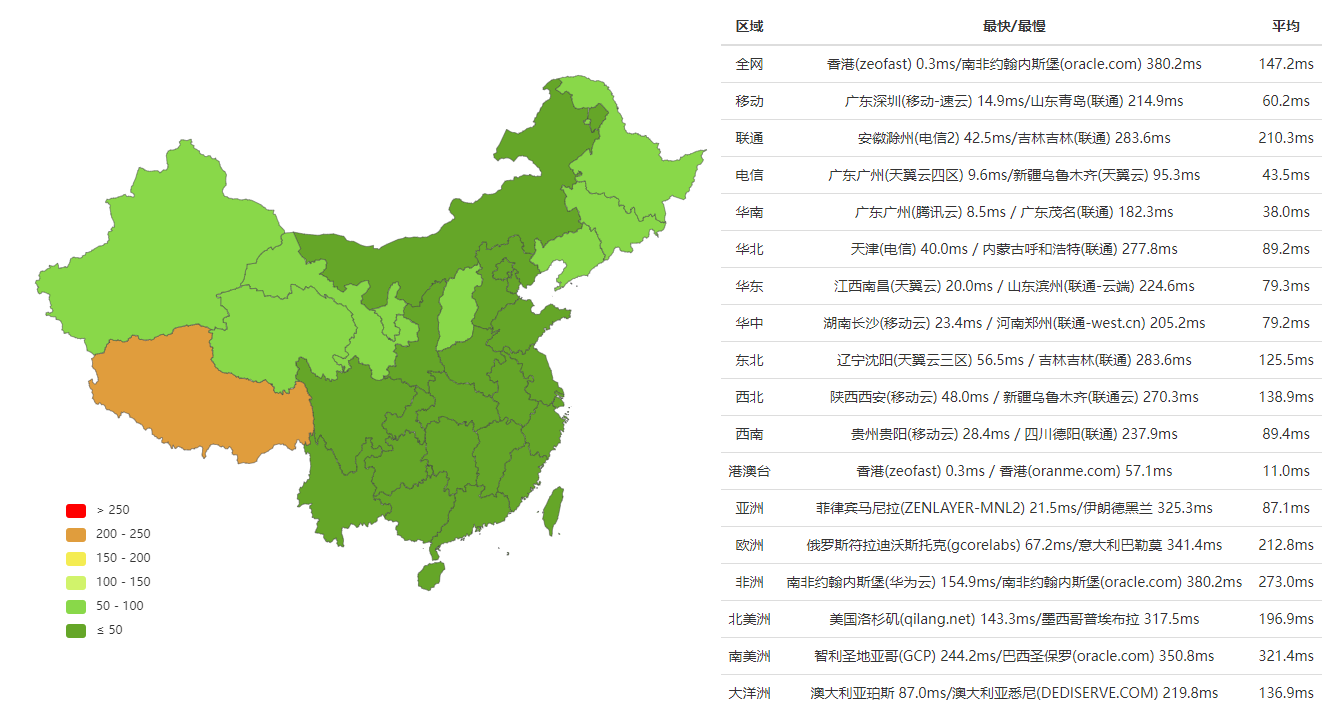 > 250
200 - 250
150 - 200
100 - 150
50 - 100
≤ 50
区域 最快/最慢 平均
全网 香港(zeofast) 0.3ms/南非约翰内斯堡(oracle.com) 380.2ms 147.2ms
移动 广东深圳(移动-速云) 14.9ms/山东青岛(联通) 214.9ms 60.2ms
联通 安徽滁州(电信2) 42.5ms/吉林吉林(联通) 283.6ms 210.3ms
电信 广东广州(天翼云四区) 9.6ms/新疆乌鲁木齐(天翼云) 95.3ms 43.5ms
华南 广东广州(腾讯云) 8.5ms / 广东茂名(联通) 182.3ms 38.0ms
华北 天津(电信) 40.0ms / 内蒙古呼和浩特(联通) 277.8ms 89.2ms
华东 江西南昌(天翼云) 20.0ms / 山东滨州(联通-云端) 224.6ms 79.3ms
华中 湖南长沙(移动云) 23.4ms / 河南郑州(联通-west.cn) 205.2ms 79.2ms
东北 辽宁沈阳(天翼云三区) 56.5ms / 吉林吉林(联通) 283.6ms 125.5ms
西北 陕西西安(移动云) 48.0ms / 新疆乌鲁木齐(联通云) 270.3ms 138.9ms
西南 贵州贵阳(移动云) 28.4ms / 四川德阳(联通) 237.9ms 89.4ms
港澳台 香港(zeofast) 0.3ms / 香港(oranme.com) 57.1ms 11.0ms
亚洲 菲律宾马尼拉(ZENLAYER-MNL2) 21.5ms/伊朗德黑兰 325.3ms 87.1ms
欧洲 俄罗斯符拉迪沃斯托克(gcorelabs) 67.2ms/意大利巴勒莫 341.4ms 212.8ms
非洲 南非约翰内斯堡(华为云) 154.9ms/南非约翰内斯堡(oracle.com) 380.2ms 273.0ms
北美洲 美国洛杉矶(qilang.net) 143.3ms/墨西哥普埃布拉 317.5ms 196.9ms
南美洲 智利圣地亚哥(GCP) 244.2ms/巴西圣保罗(oracle.com) 350.8ms 321.4ms
大洋洲 澳大利亚珀斯 87.0ms/澳大利亚悉尼(DEDISERVE.COM) 219.8ms 136.9ms